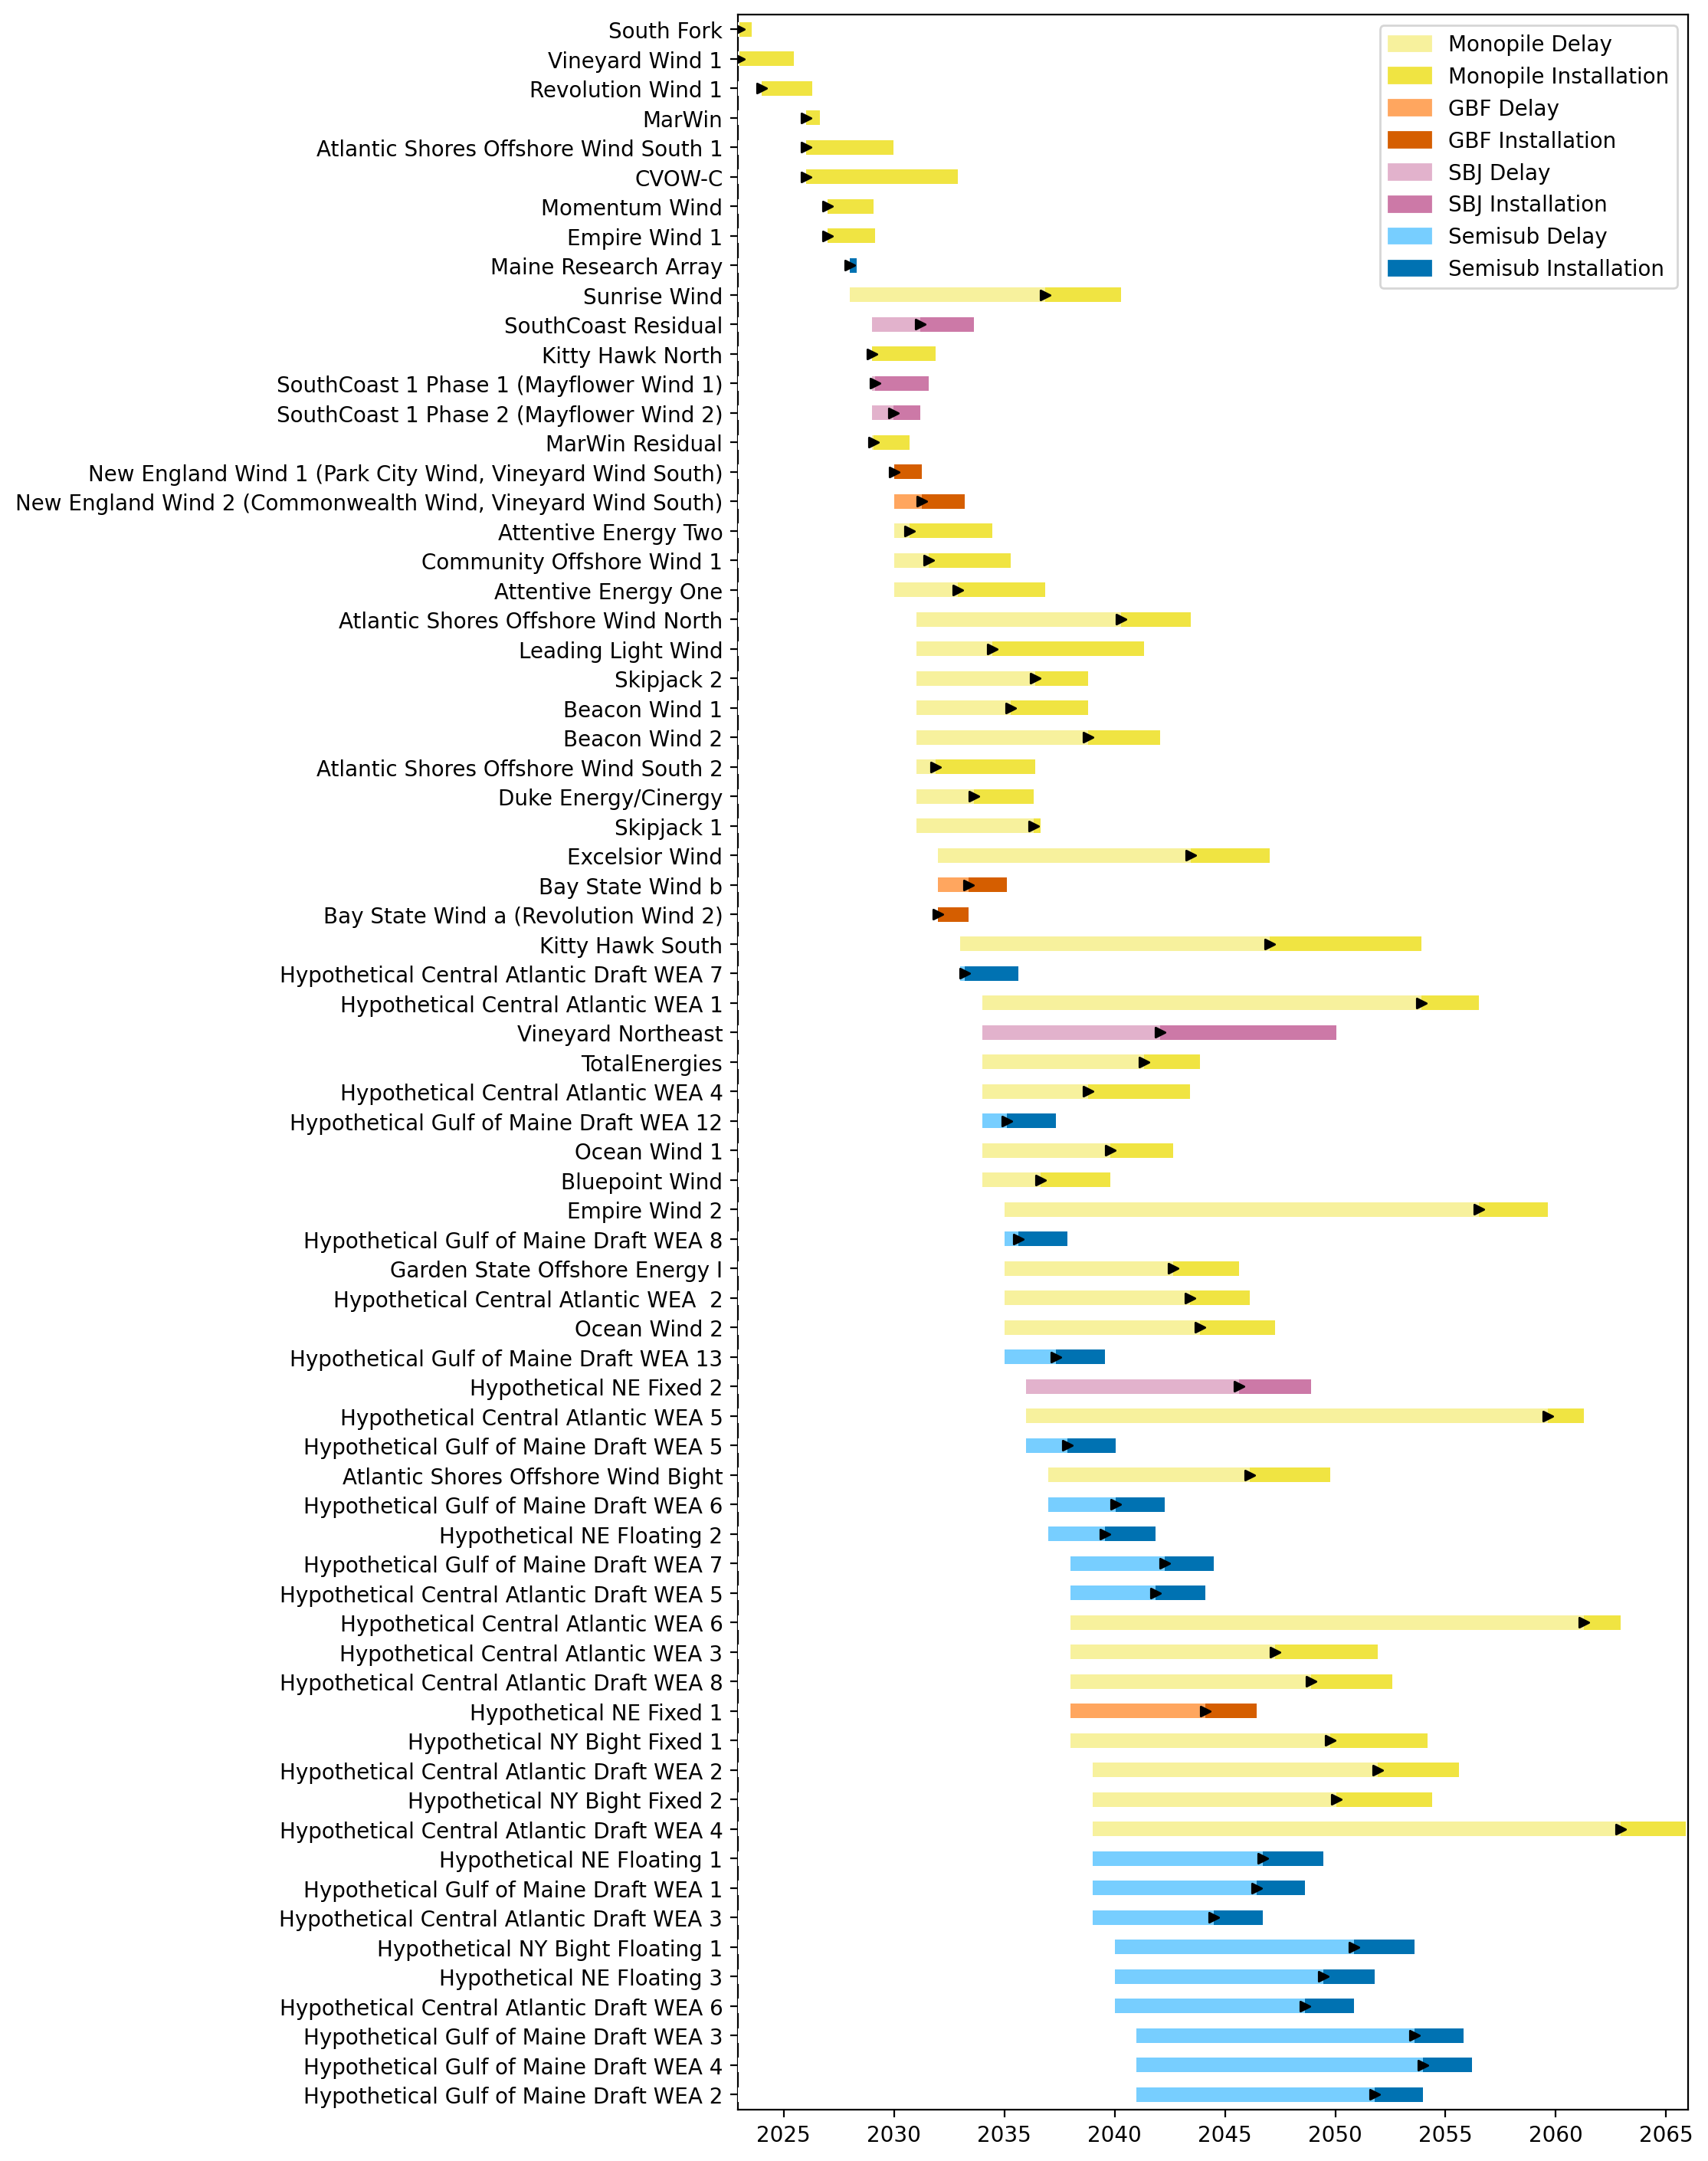 South Fork
Vineyard Wind 1
Revolution Wind 1
MarWin
Atlantic Shores Offshore Wind South 1
CVOW-C
Momentum Wind
Empire Wind 1
Maine Research Array
Sunrise Wind
SouthCoast Residual
Kitty Hawk North
SouthCoast 1 Phase 1 (Mayflower Wind 1)
SouthCoast 1 Phase 2 (Mayflower Wind 2)
MarWin Residual
New England Wind 1 (Park City Wind, Vineyard Wind South)
New England Wind 2 (Commonwealth Wind, Vineyard Wind South)
Attentive Energy Two
Community Offshore Wind 1
Attentive Energy One
Atlantic Shores Offshore Wind North
Leading Light Wind
Skipjack 2
Beacon Wind 1
Beacon Wind 2
Atlantic Shores Offshore Wind South 2
Duke Energy/Cinergy
Skipjack 1
Excelsior Wind
Bay State Wind b
Bay State Wind a (Revolution Wind 2)
Kitty Hawk South
Hypothetical Central Atlantic Draft WEA 7
Hypothetical Central Atlantic WEA 1
Vineyard Northeast
TotalEnergies
Hypothetical Central Atlantic WEA 4
Hypothetical Gulf of Maine Draft WEA 12
Ocean Wind 1
Bluepoint Wind
Empire Wind 2
Hypothetical Gulf of Maine Draft WEA 8
Garden State Offshore Energy I
Hypothetical Central Atlantic WEA  2
Ocean Wind 2
Hypothetical Gulf of Maine Draft WEA 13
Hypothetical NE Fixed 2
Hypothetical Central Atlantic WEA 5
Hypothetical Gulf of Maine Draft WEA 5
Atlantic Shores Offshore Wind Bight
Hypothetical Gulf of Maine Draft WEA 6
Hypothetical NE Floating 2
Hypothetical Gulf of Maine Draft WEA 7
Hypothetical Central Atlantic Draft WEA 5
Hypothetical Central Atlantic WEA 6
Hypothetical Central Atlantic WEA 3
Hypothetical Central Atlantic Draft WEA 8
Hypothetical NE Fixed 1
Hypothetical NY Bight Fixed 1
Hypothetical Central Atlantic Draft WEA 2
Hypothetical NY Bight Fixed 2
Hypothetical Central Atlantic Draft WEA 4
Hypothetical NE Floating 1
Hypothetical Gulf of Maine Draft WEA 1
Hypothetical Central Atlantic Draft WEA 3
Hypothetical NY Bight Floating 1
Hypothetical NE Floating 3
Hypothetical Central Atlantic Draft WEA 6
Hypothetical Gulf of Maine Draft WEA 3
Hypothetical Gulf of Maine Draft WEA 4
Hypothetical Gulf of Maine Draft WEA 2
Monopile Delay
Monopile Installation
GBF Delay
GBF Installation
SBJ Delay
SBJ Installation
Semisub Delay
Semisub Installation
2025 2030 2035 2040 2045 2050 2055 2060 2065